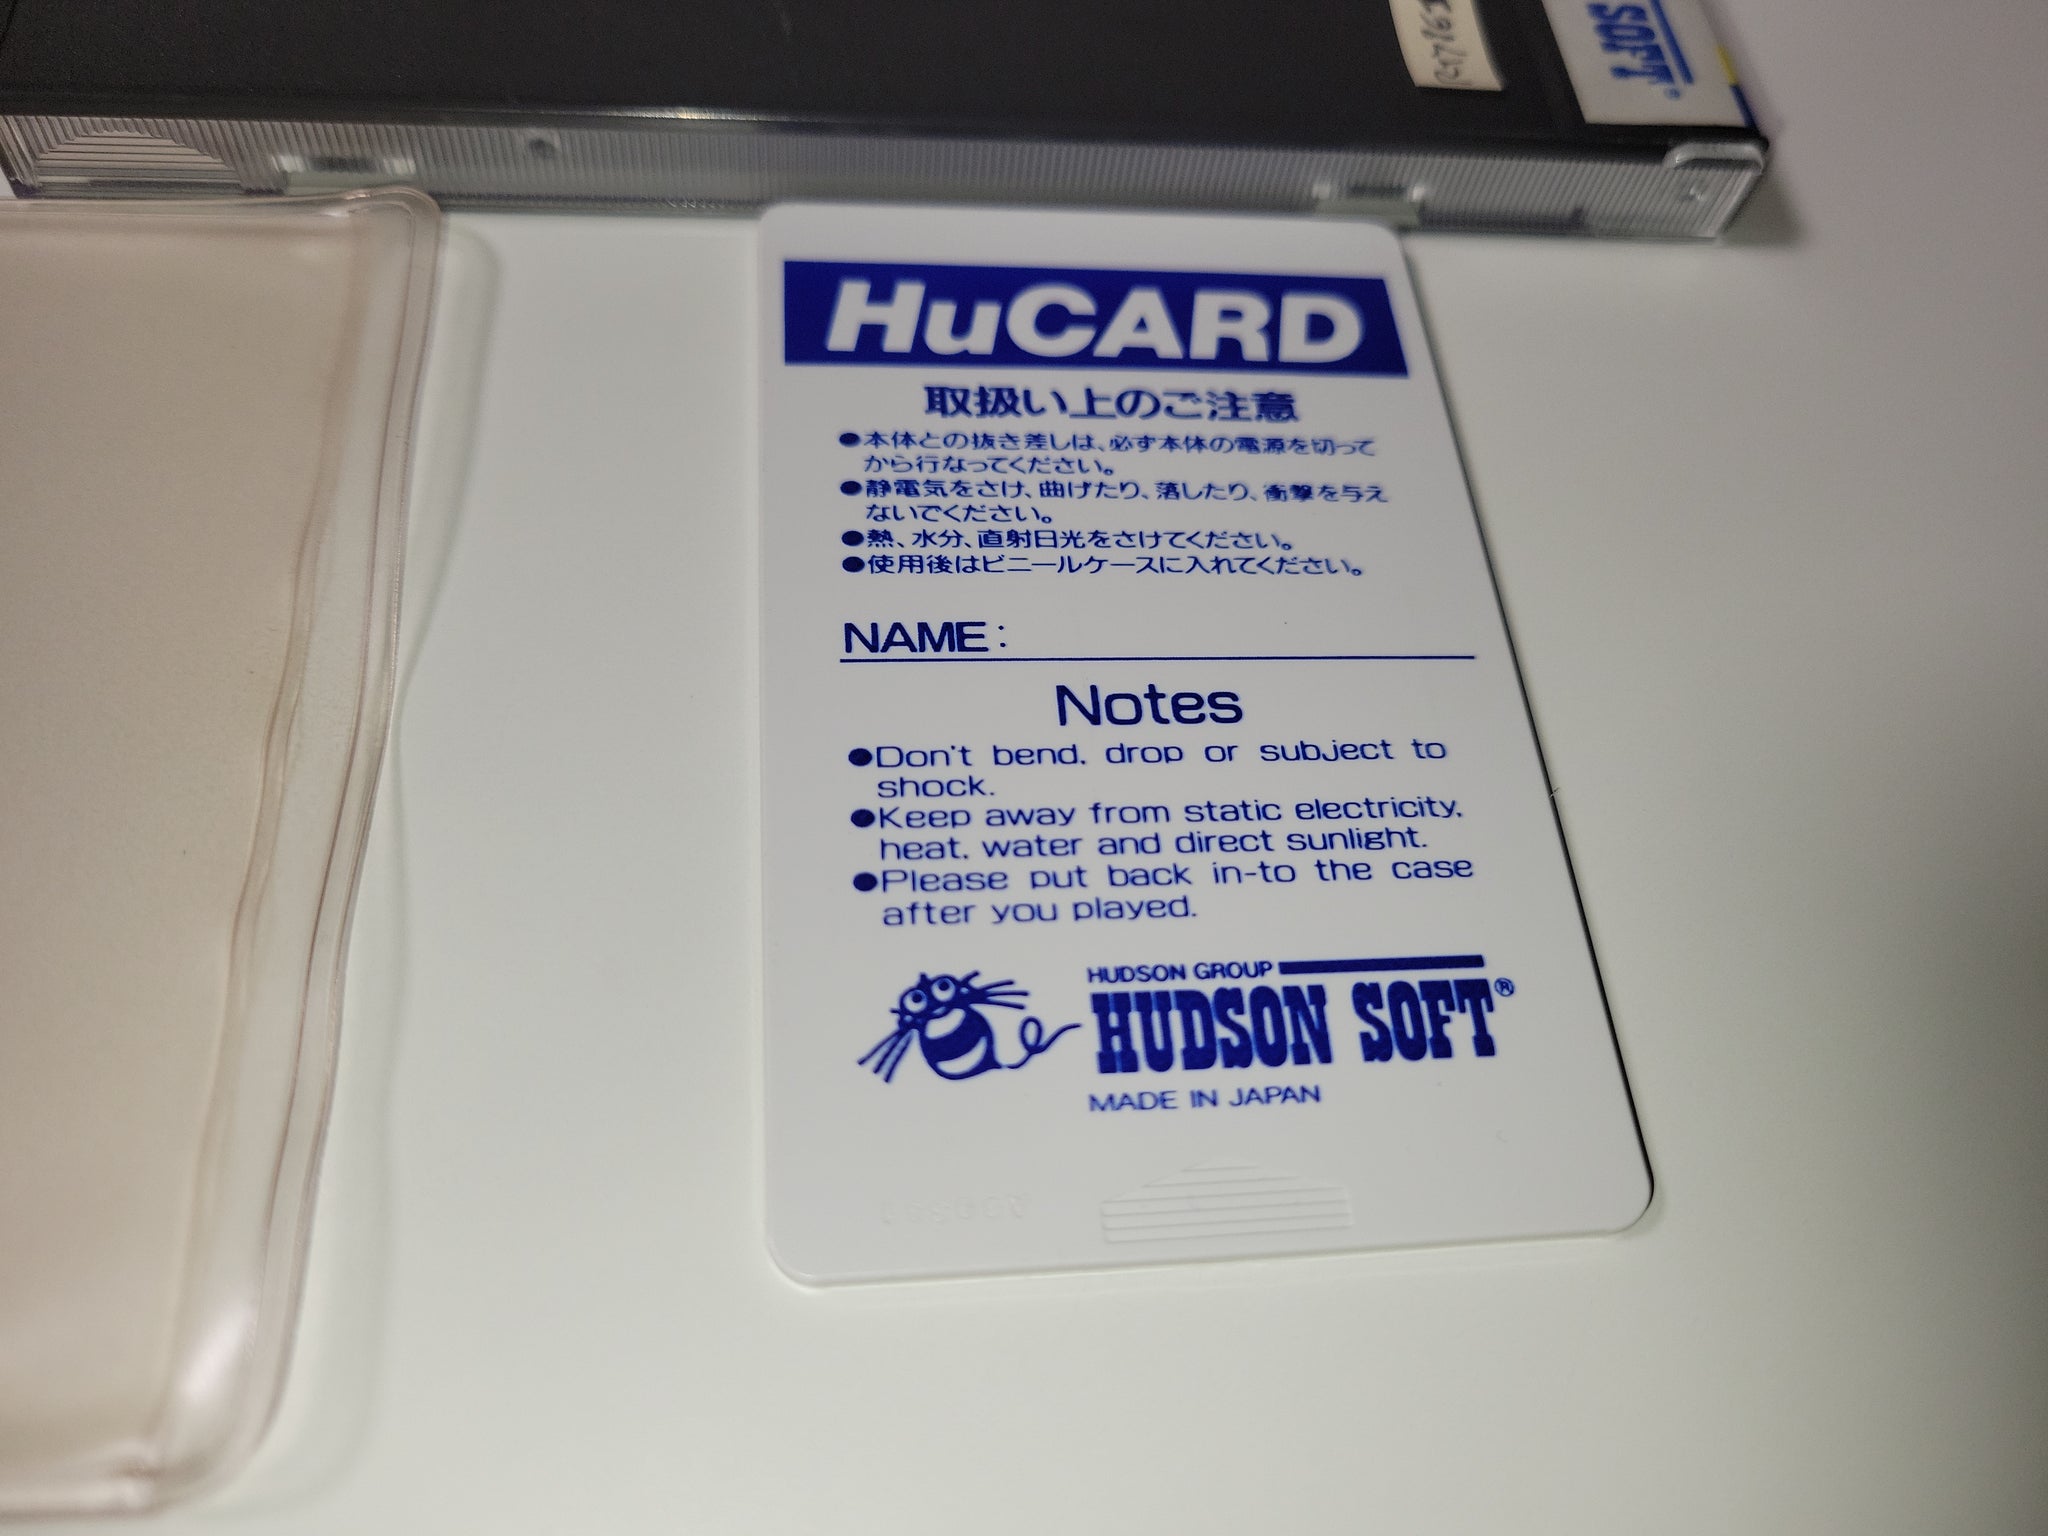 SOFT®
HuCARD
取扱い上のご注意
●本体との抜き差しは、必ず本体の電源を切って
から行なってください。
●静電気をさけ、曲げたり、落したり、衝撃を与え
ないでください。
●熱、水分、直射日光をさけてください。
●使用後はビニールケースに入れてください。
NAME:
Notes
●Don't bend, drop or subject to
shock.
●Keep away from static electricity,
heat, water and direct sunlight.
●Please put back in-to the case
after you played.
HUDSON GROUP
HUDSON SOFT®
MADE IN JAPAN